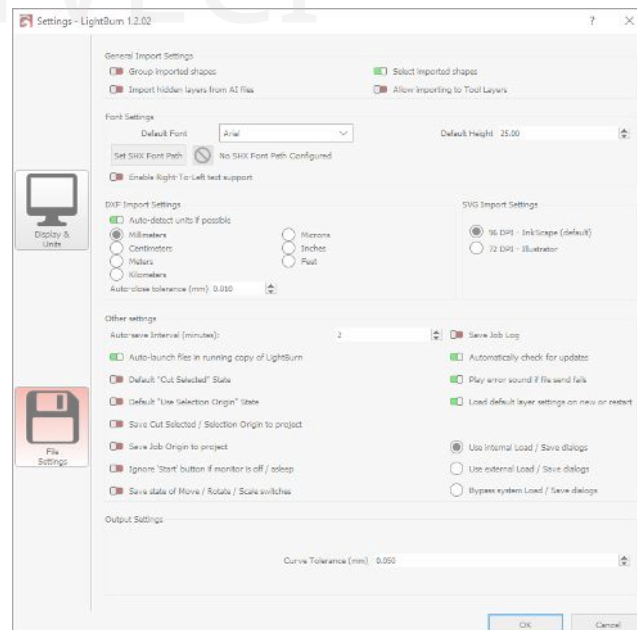 Settings - LightBurn 1.2.02
General Import Settings
Group imported shapes
Select imported shapes
Import hidden layers from AI files
Allow importing to Tool Layers
Font Settings
Default Font
Arial
Default Height 25.00
Set SHX Font Path
No SHX Font Path Configured
Enable Right-To-Left text support
DXF Import Settings
SVG Import Settings
Auto-detect units if possible
Millimeters
Microns
96 DPI - InkScape (default)
Centimeters
Inches
72 DPI - Illustrator
Meters
Feet
Kilometers
Auto-close tolerance (mm) 0.010
Display &
Units
Other settings
Auto-save Interval (minutes):
2
Save Job Log
Auto-launch files in running copy of LightBurn
Automatically check for updates
Default "Cut Selected" State
Play error sound if file send fails
Default "Use Selection Origin" State
Load default layer settings on new or restart
Save Cut Selected / Selection Origin to project
Save Job Origin to project
Use internal Load / Save dialogs
Ignore 'Start' button if monitor is off / asleep
Use external Load / Save dialogs
Save state of Move / Rotate / Scale switches
Bypass system Load / Save dialogs
File
Settings
Output Settings
Curve Tolerance (mm) 0.050
OK
Cancel